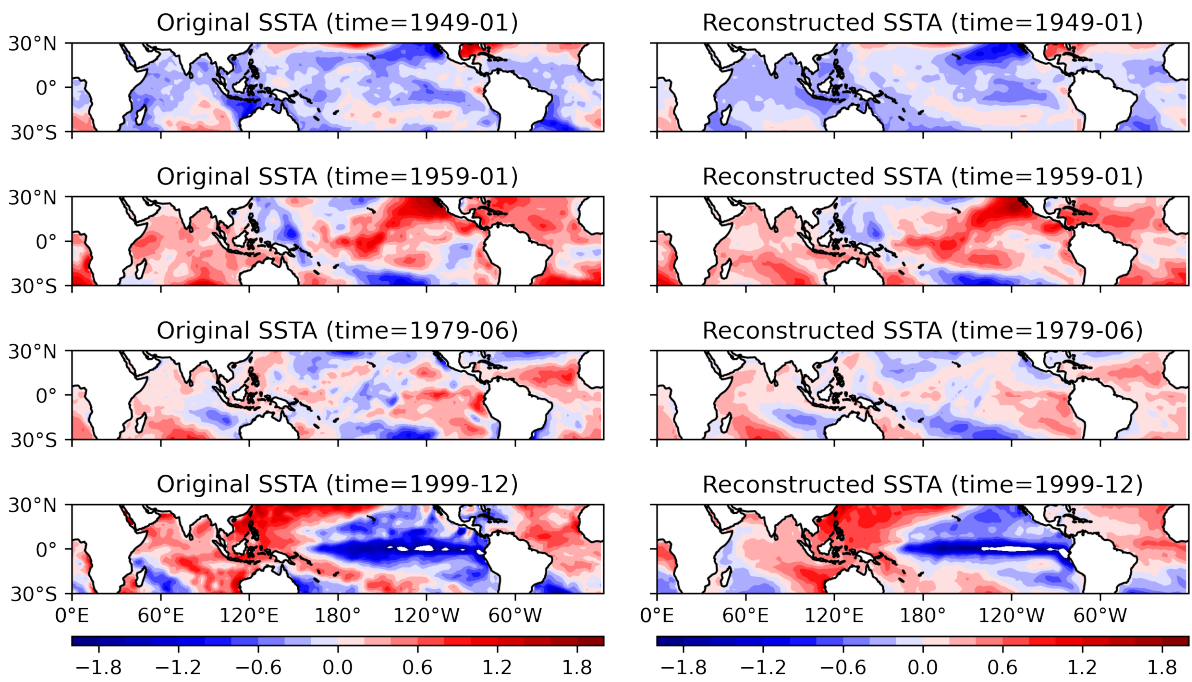 Original SSTA (time=1949-01)
Reconstructed SSTA (time=1949-01)
30°N
0°
30°S
Original SSTA (time=1959-01)
Reconstructed SSTA (time=1959-01)
30°N
0°
30°S
Original SSTA (time=1979-06)
Reconstructed SSTA (time=1979-06)
30°N
0°
30°S
Original SSTA (time=1999-12)
Reconstructed SSTA (time=1999-12)
30°N
0°
30°S
0°E 60°E 120°E 180° 120°W 60°W
0°E 60°E 120°E 180° 120°W 60°W
−1.8 −1.2 −0.6 0.0 0.6 1.2 1.8
−1.8 −1.2 −0.6 0.0 0.6 1.2 1.8